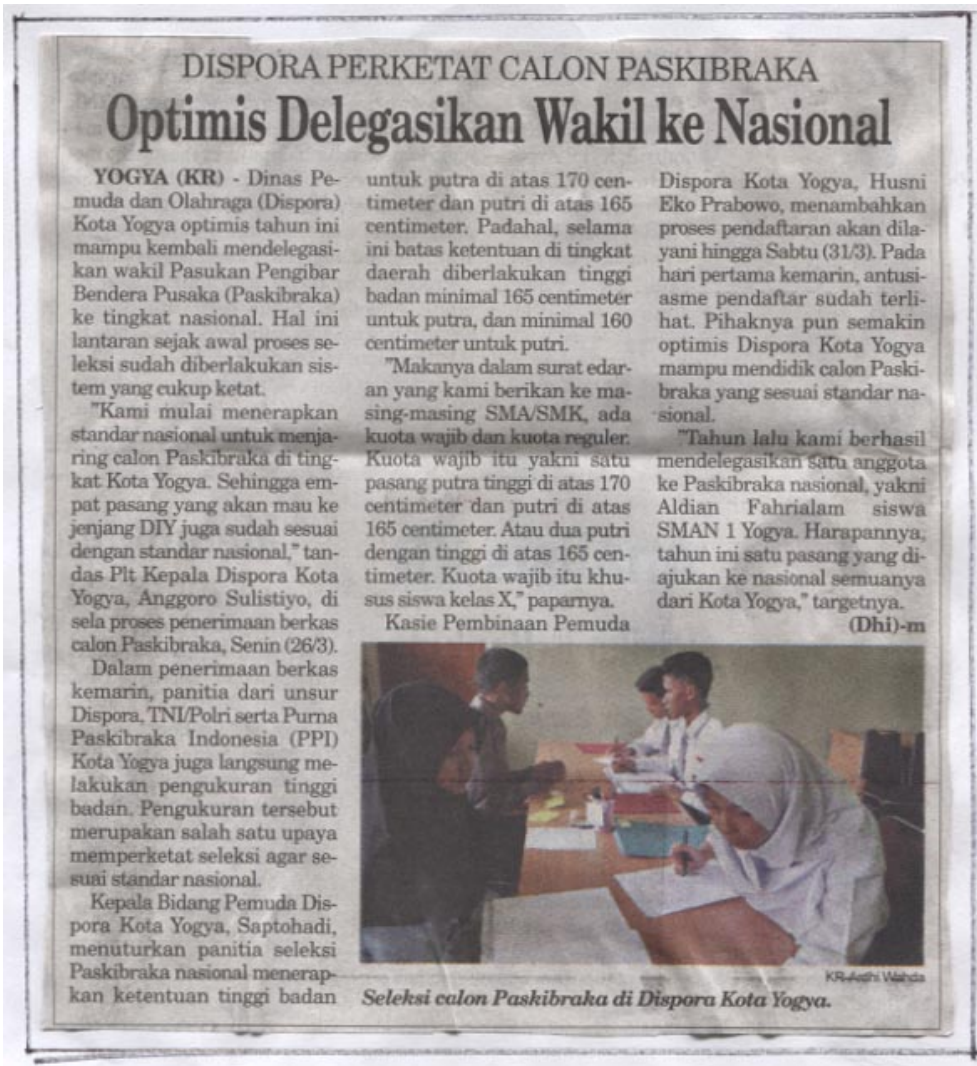 DISPORA PERKETAT CALON PASKIBRAKA
Optimis Delegasikan Wakil ke Nasional
YOGYA (KR) - Dinas Pe-
muda dan Olahraga (Dispora)
Kota Yogya optimis tahun ini
mampu kembali mendelegasi-
kan wakil Pasukan Pengibar
Bendera Pusaka (Paskibraka)
ke tingkat nasional. Hal ini
lantaran sejak awal proses se-
leksi sudah diberlakukan sis-
tem yang cukup ketat.
"Kami mulai menerapkan
standar nasional untuk menja-
ring calon Paskibraka di ting-
kat Kota Yogya. Sehingga em-
pat pasang yang akan mau ke
jenjang DIY juga sudah sesuai
dengan standar nasional," tan-
das Plt Kepala Dispora Kota
Yogya, Anggoro Sulistiyo, di
sela proses penerimaan berkas
calon Paskibraka, Senin (26/3).
Dalam penerimaan berkas
kemarin, panitia dari unsur
Dispora, TNI/Polri serta Purna
Paskibraka Indonesia (PPI)
Kota Yogya juga langsung me-
lakukan pengukuran tinggi
badan. Pengukuran tersebut
merupakan salah satu upaya
memperketat seleksi agar se-
suai standar nasional.
Kepala Bidang Pemuda Dis-
pora Kota Yogya, Saptohadi,
menuturkan panitia seleksi
Paskibraka nasional menerap-
kan ketentuan tinggi badan
untuk putra di atas 170 cen-
timeter dan putri di atas 165
centimeter. Padahal, selama
ini batas ketentuan di tingkat
daerah diberlakukan tinggi
badan minimal 165 centimeter
untuk putra, dan minimal 160
centimeter untuk putri.
"Makanya dalam surat edar-
an yang kami berikan ke ma-
sing-masing SMA/SMK, ada
kuota wajib dan kuota reguler.
Kuota wajib itu yakni satu
pasang putra tinggi di atas 170
centimeter dan putri di atas
165 centimeter. Atau dua putri
dengan tinggi di atas 165 cen-
timeter. Kuota wajib itu khu-
sus siswa kelas X," paparnya.
Kasie Pembinaan Pemuda
Dispora Kota Yogya, Husni
Eko Prabowo, menambahkan
proses pendaftaran akan dila-
yani hingga Sabtu (31/3). Pada
hari pertama kemarin, antusi-
asme pendaftar sudah terli-
hat. Pihaknya pun semakin
optimis Dispora Kota Yogya
mampu mendidik calon Paski-
braka yang sesuai standar na-
sional.
"Tahun lalu kami berhasil
mendelegasikan satu anggota
ke Paskibraka nasional, yakni
Aldian Fahrialam siswa
SMAN 1 Yogya. Harapannya,
tahun ini satu pasang yang di-
ajukan ke nasional semuanya
dari Kota Yogya," targetnya.
(Dhi)-m
KR-Ardhi Wahda
Seleksi calon Paskibraka di Dispora Kota Yogya.